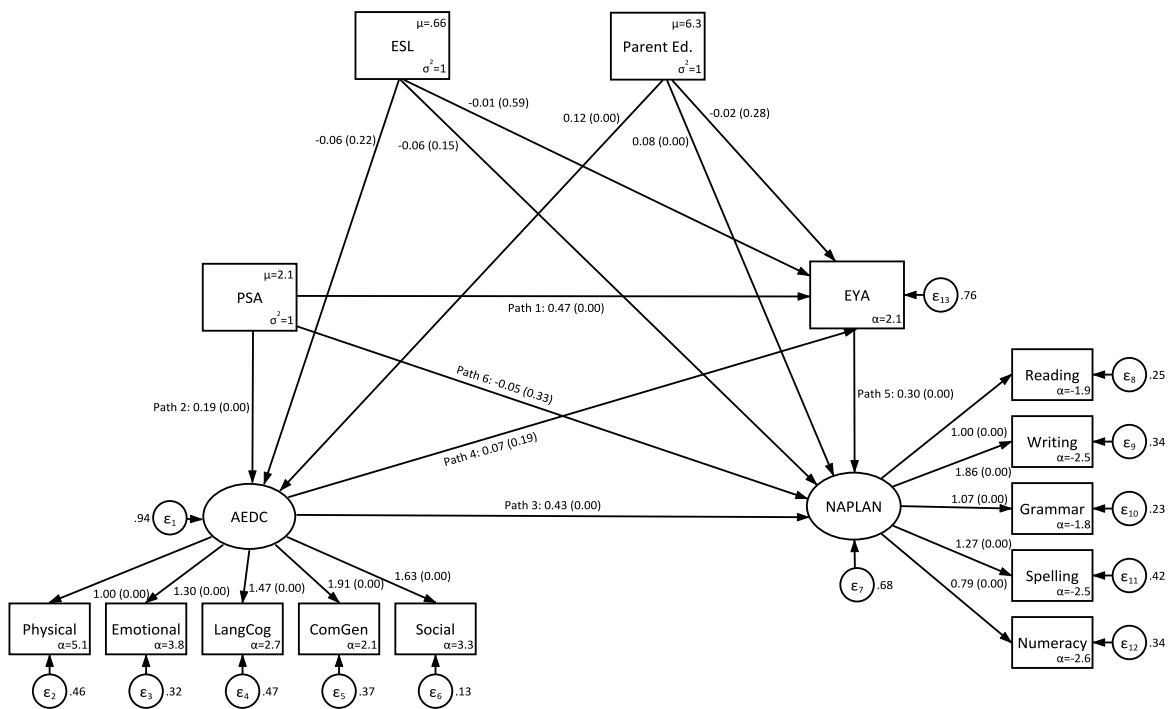 μ=.66
ESL
σ²=1
μ=6.3
Parent Ed.
σ²=1
-0.01 (0.59)
0.12 (0.00)
-0.02 (0.28)
-0.06 (0.22)
-0.06 (0.15)
0.08 (0.00)
μ=2.1
PSA
σ²=1
EYA
α=2.1
ε13
.76
Path 1: 0.47 (0.00)
Path 6: -0.05 (0.33)
Path 2: 0.19 (0.00)
Path 4: 0.07 (0.19)
Path 5: 0.30 (0.00)
Path 3: 0.43 (0.00)
.94
ε1
AEDC
NAPLAN
ε7
.68
1.00 (0.00)
1.86 (0.00)
1.07 (0.00)
1.27 (0.00)
0.79 (0.00)
Reading
α=-1.9
ε8
.25
Writing
α=-2.5
ε9
.34
Grammar
α=-1.8
ε10
.23
Spelling
α=-2.5
ε11
.42
Numeracy
α=-2.6
ε12
.34
1.00 (0.00)
1.30 (0.00)
1.47 (0.00)
1.91 (0.00)
1.63 (0.00)
Physical
α=5.1
Emotional
α=3.8
LangCog
α=2.7
ComGen
α=2.1
Social
α=3.3
ε2
.46
ε3
.32
ε4
.47
ε5
.37
ε6
.13